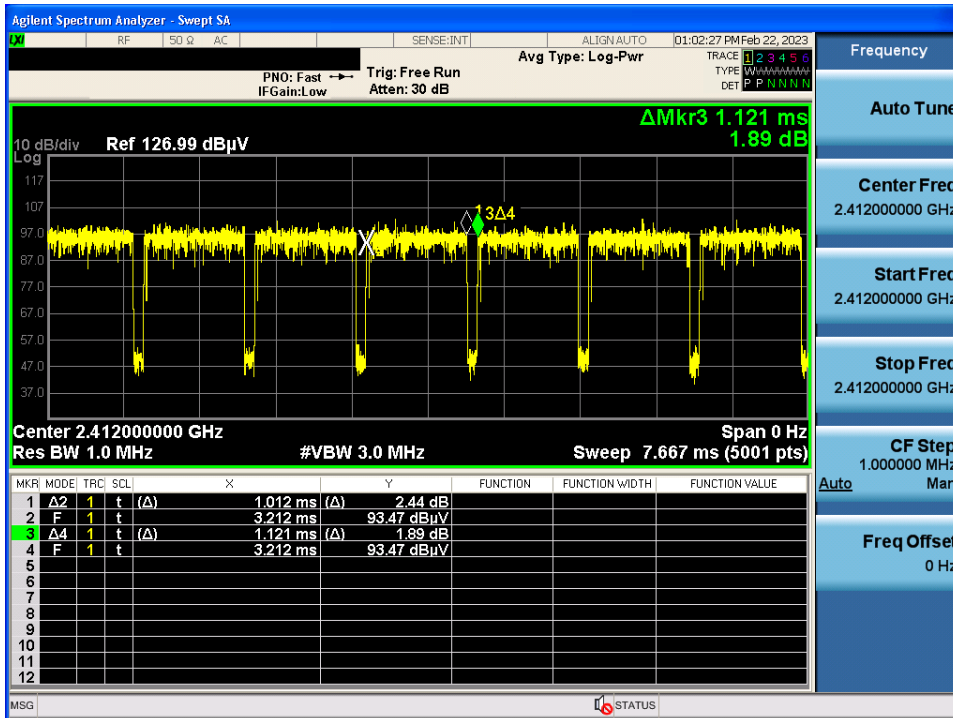 Agilent Spectrum Analyzer - Swept SA
LXI RF 50 Ω AC SENSE:INT ALIGN AUTO 01:02:27 PM Feb 22, 2023
Frequency
PNO: Fast
IFGain:Low
Trig: Free Run
Atten: 30 dB
Avg Type: Log-Pwr
TRACE 1 2 3 4 5 6
TYPE WWWWWW
DET P P N N N N
Auto Tune
ΔMkr3 1.121 ms
1.89 dB
10 dB/div
Log
Ref 126.99 dBµV
117
107
97.0
87.0
77.0
67.0
57.0
47.0
37.0
X
1
3Δ4
Center Freq
2.412000000 GHz
Start Freq
2.412000000 GHz
Stop Freq
2.412000000 GHz
Center 2.412000000 GHz Span 0 Hz
Res BW 1.0 MHz #VBW 3.0 MHz Sweep 7.667 ms (5001 pts)
CF Step
1.000000 MHz
Auto Man
MKR MODE TRC SCL X Y FUNCTION FUNCTION WIDTH FUNCTION VALUE
1 Δ2 1 t (Δ) 1.012 ms (Δ) 2.44 dB
2 F 1 t 3.212 ms 93.47 dBµV
3 Δ4 1 t (Δ) 1.121 ms (Δ) 1.89 dB
4 F 1 t 3.212 ms 93.47 dBµV
5
6
7
8
9
10
11
12
Freq Offset
0 Hz
MSG STATUS